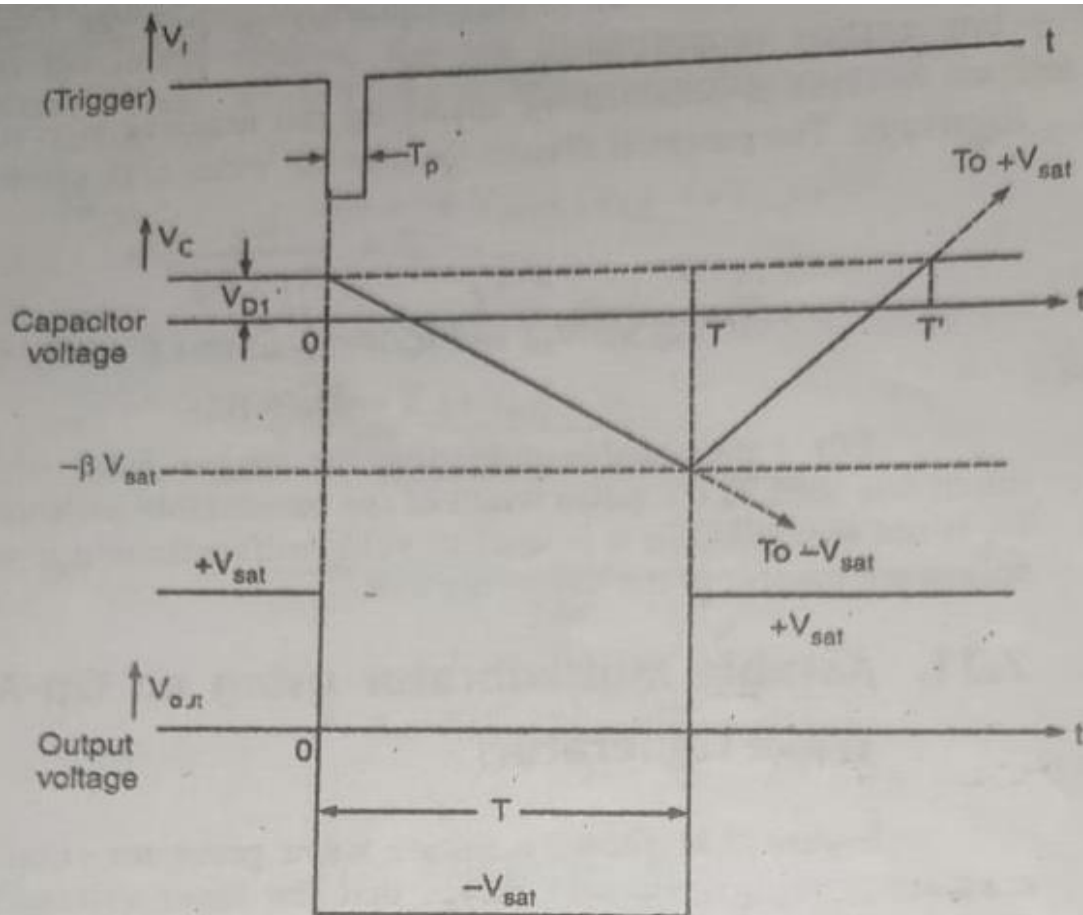 V_I
t
(Trigger)
T_p
To +V_sat
V_C
V_D1
t
Capacitor
voltage
0
T
T'
−β V_sat
To −V_sat
+V_sat
+V_sat
V_out
0
t
Output
voltage
T
−V_sat